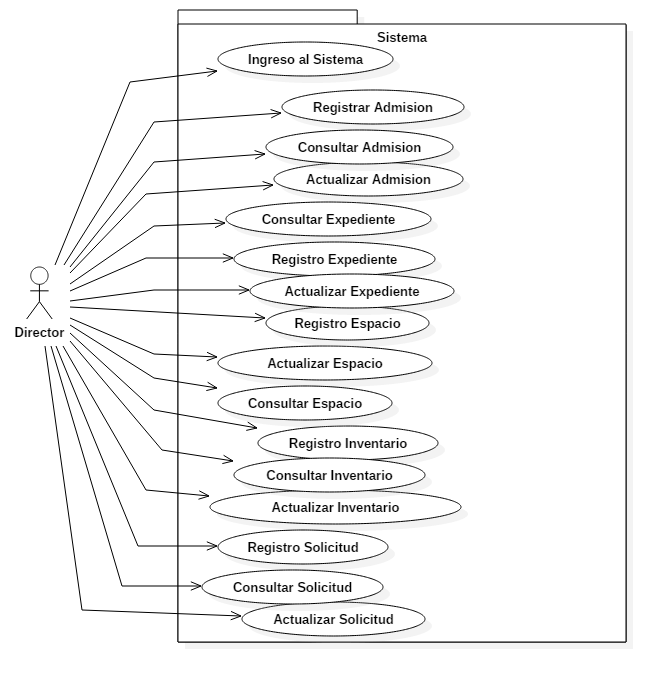 Sistema
Ingreso al Sistema
Registrar Admision
Consultar Admision
Actualizar Admision
Consultar Expediente
Registro Expediente
Actualizar Expediente
Registro Espacio
Director
Actualizar Espacio
Consultar Espacio
Registro Inventario
Consultar Inventario
Actualizar Inventario
Registro Solicitud
Consultar Solicitud
Actualizar Solicitud